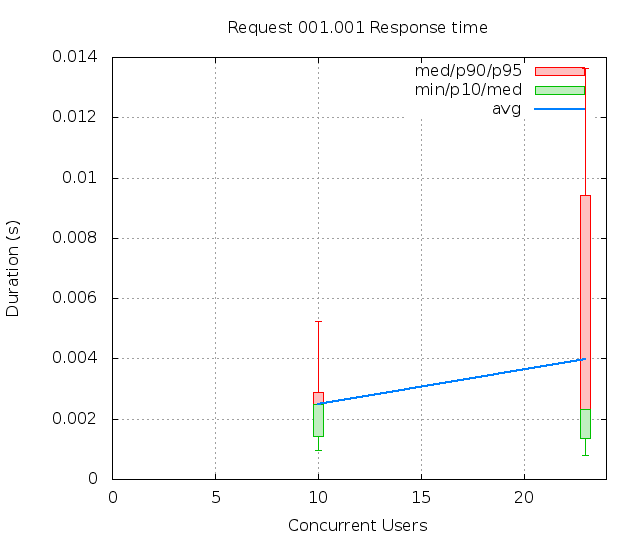 Request 001.001 Response time
0.014
0.012
0.01
0.008
0.006
0.004
0.002
0
Duration (s)
med/p90/p95
min/p10/med
avg
0 5 10 15 20
Concurrent Users